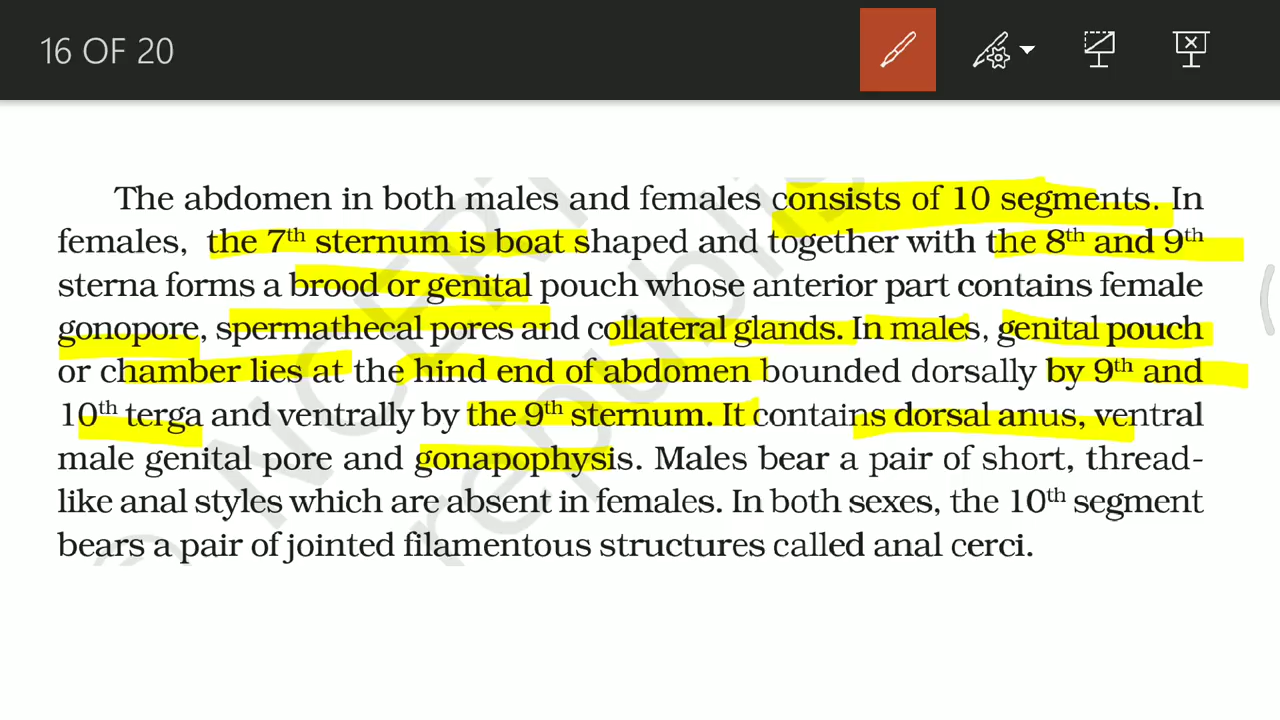 16 OF 20
The abdomen in both males and females consists of 10 segments. In
females, the 7th sternum is boat shaped and together with the 8th and 9th
sterna forms a brood or genital pouch whose anterior part contains female
gonopore, spermathecal pores and collateral glands. In males, genital pouch
or chamber lies at the hind end of abdomen bounded dorsally by 9th and
10th terga and ventrally by the 9th sternum. It contains dorsal anus, ventral
male genital pore and gonapophysis. Males bear a pair of short, thread-
like anal styles which are absent in females. In both sexes, the 10th segment
bears a pair of jointed filamentous structures called anal cerci.